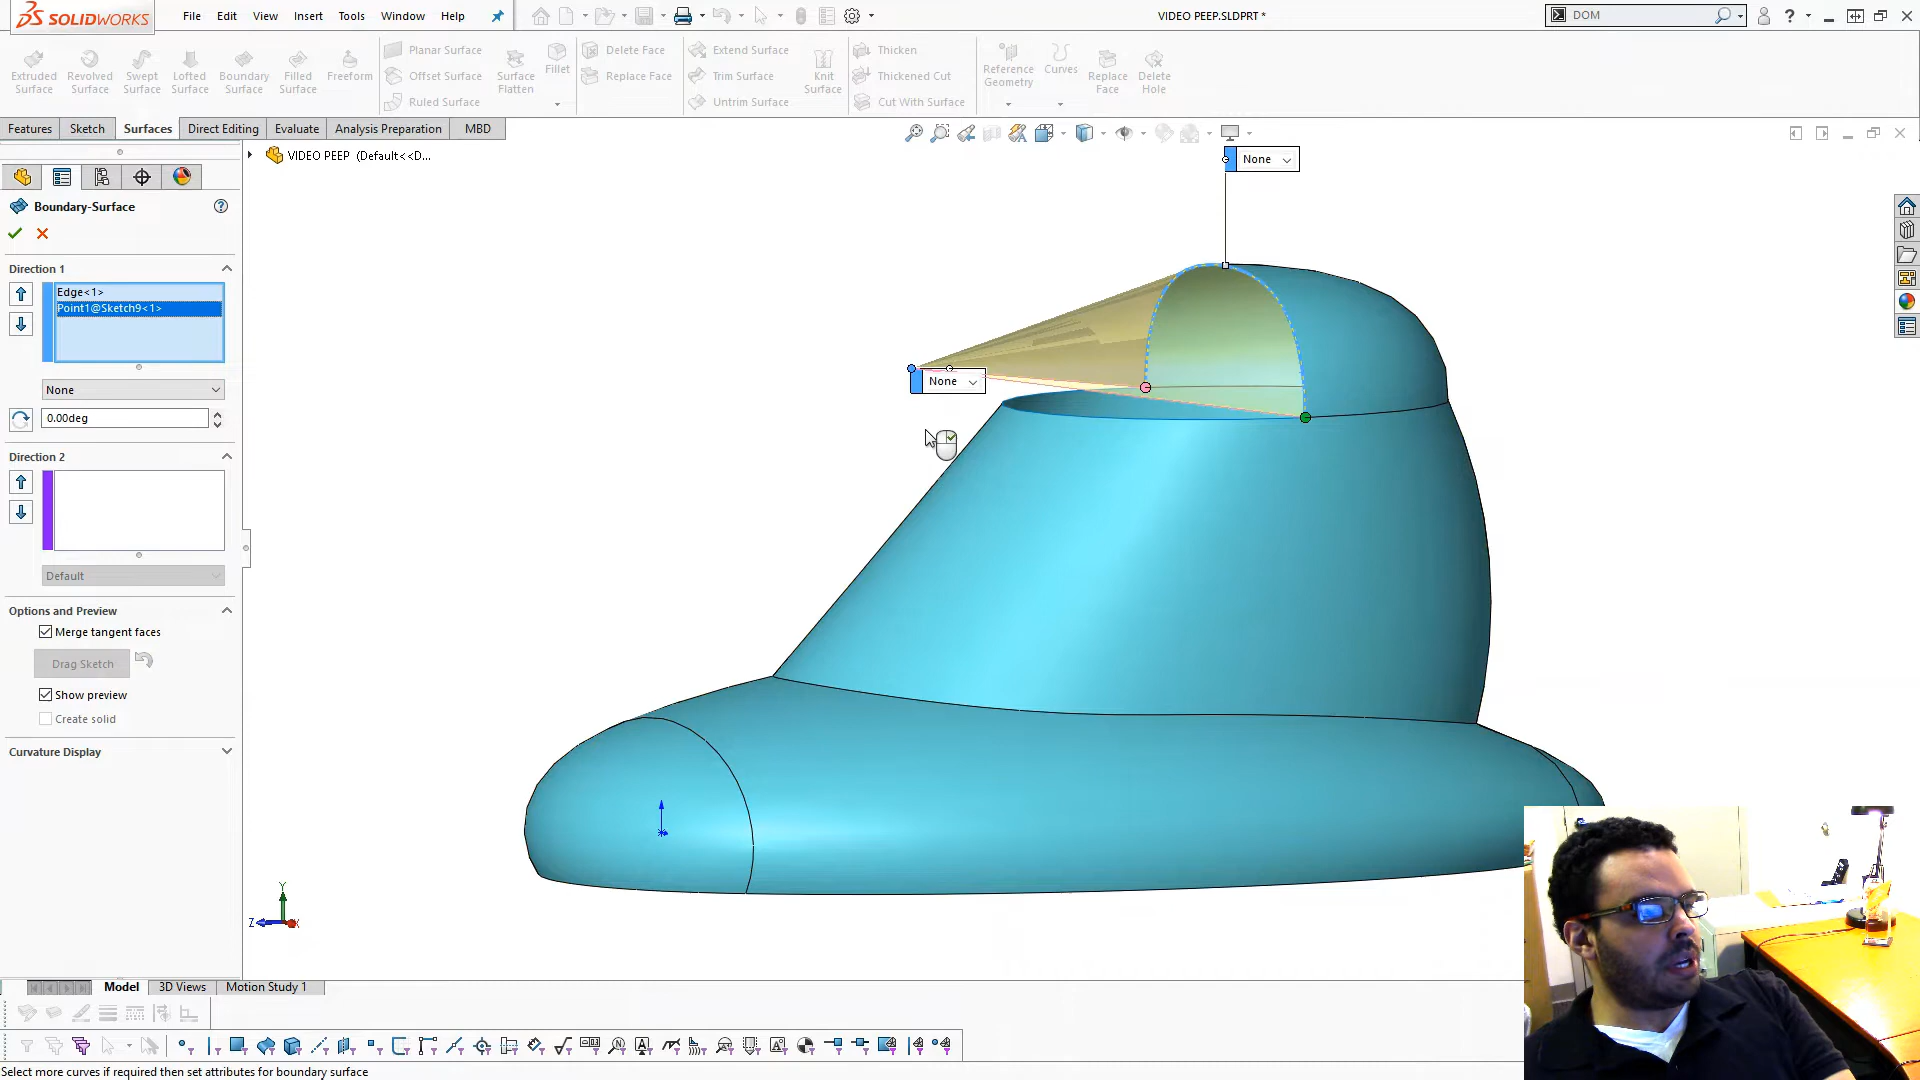 SOLIDWORKS File Edit View Insert Tools Window Help VIDEO PEEP.SLDPRT * DOM ?
Extruded Surface
Revolved Surface
Swept Surface
Lofted Surface
Boundary Surface
Filled Surface
Freeform
Planar Surface
Offset Surface
Ruled Surface
Surface Flatten
Fillet
Delete Face
Replace Face
Extend Surface
Trim Surface
Untrim Surface
Knit Surface
Thicken
Thickened Cut
Cut With Surface
Reference Geometry
Curves
Replace Face
Delete Hole
Features Sketch Surfaces Direct Editing Evaluate Analysis Preparation MBD
VIDEO PEEP (Default<<D...
None
Boundary-Surface
Direction 1
Edge<1>
Point1@Sketch9<1>
None
None
0.00deg
Direction 2
Default
Options and Preview
Merge tangent faces
Drag Sketch
Show preview
Create solid
Curvature Display
Y
Z
X
Model 3D Views Motion Study 1
Select more curves if required then set attributes for boundary surface